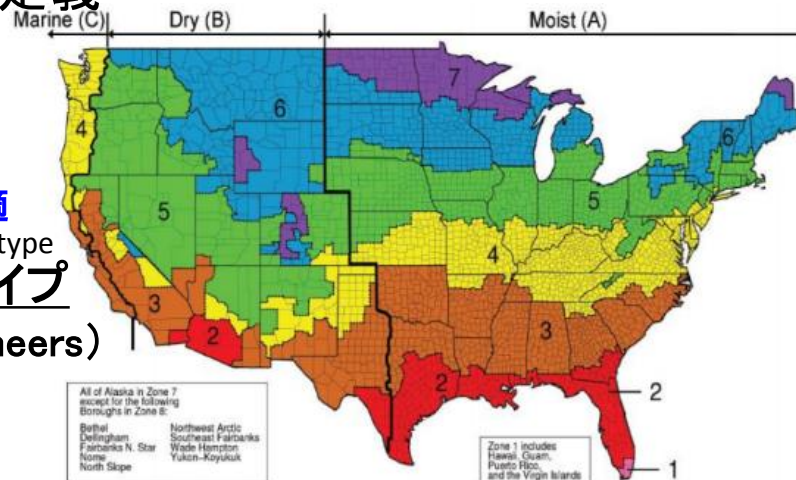 Marine (C)
Dry (B)
Moist (A)
7
6
6
4
5
5
type
4
イプ
3
3
neers）
2
2
2
All of Alaska in Zone 7
except for the following
Boroughs in Zone 8:
Bethel
Dellingham
Fairbanks N. Star
Nome
North Slope
Northwest Arctic
Southeast Fairbanks
Wade Hampton
Yukon-Koyukuk
Zone 1 includes
Hawaii, Guam,
Puerto Rico,
and the Virgin Islands
1